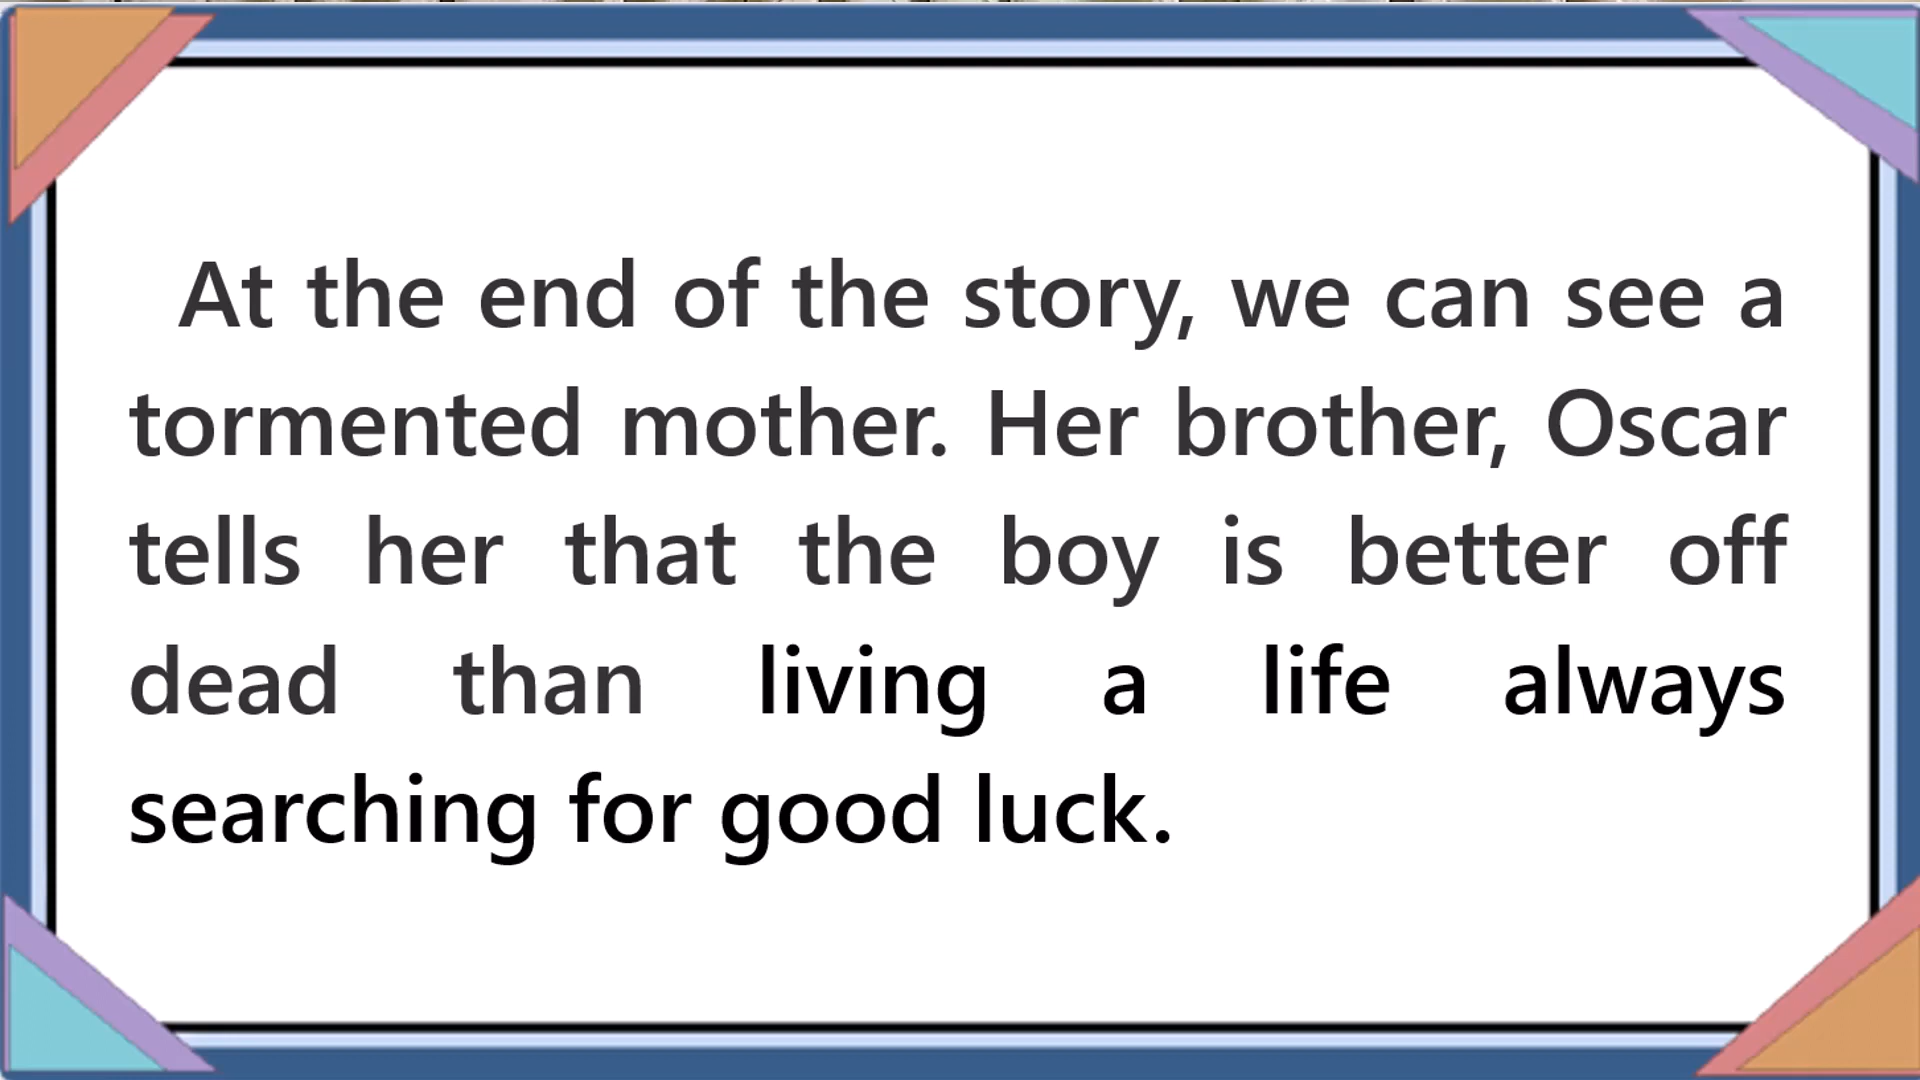 At the end of the story, we can see a
tormented mother. Her brother, Oscar
tells her that the boy is better off
dead than living a life always
searching for good luck.